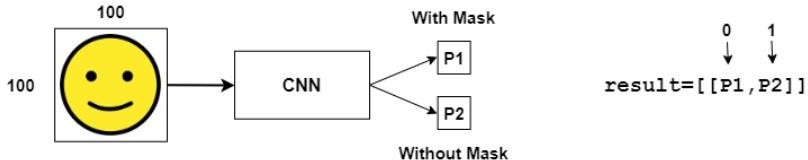 100
100
CNN
With Mask
P1
P2
Without Mask
0 1
result=[[P1,P2]]